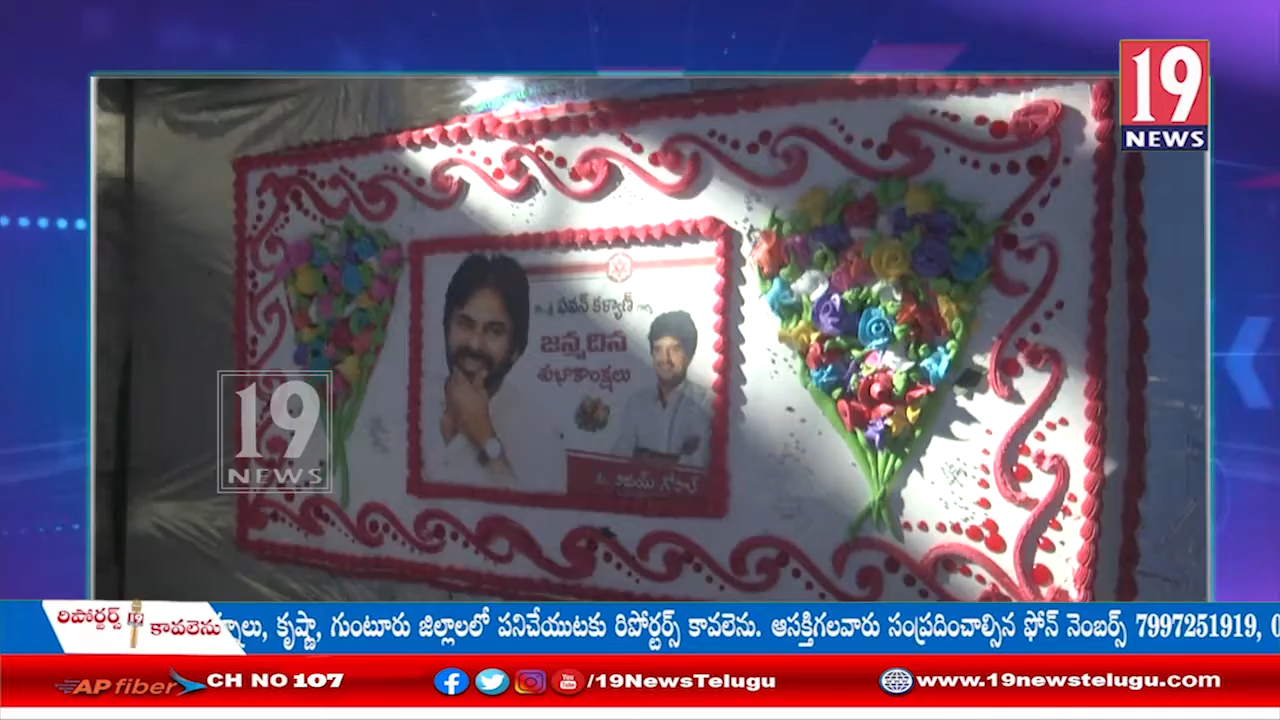 19
NEWS
పవన్ కళ్యాణ్
జన్మదిన
శుభాకాంక్షలు
19
NEWS
రిపోర్టర్స్ కావలెను
కృష్ణా, గుంటూరు జిల్లాలలో పనిచేయుటకు రిపోర్టర్స్ కావలెను. ఆసక్తిగలవారు సంప్రదించాల్సిన ఫోన్ నెంబర్స్ 7997251919,
AP fiber CH NO 107 /19NewsTelugu www.19newstelugu.com